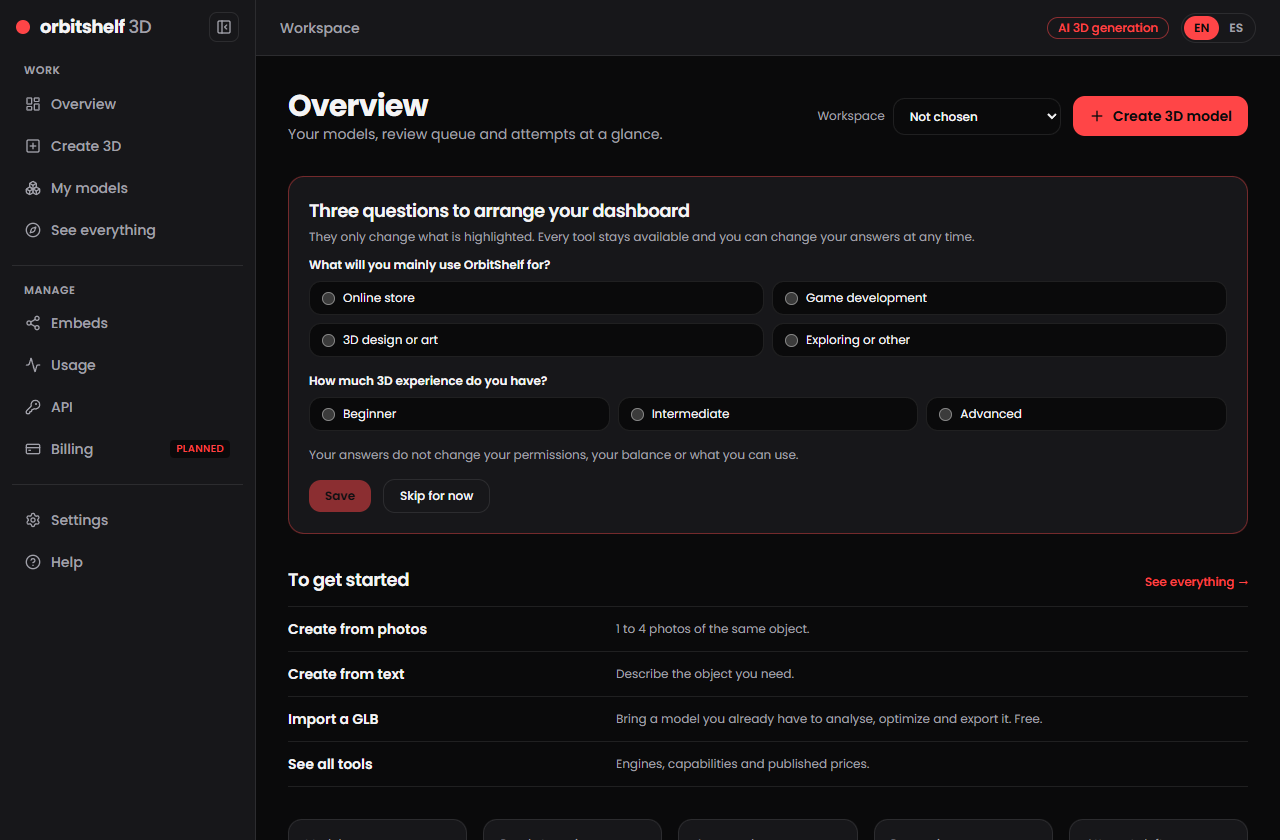 orbitshelf 3D
WORK
Overview
Create 3D
My models
See everything
MANAGE
Embeds
Usage
API
Billing
PLANNED
Settings
Help
Workspace
AI 3D generation
EN
ES
Overview
Your models, review queue and attempts at a glance.
Workspace
Not chosen
+ Create 3D model
Three questions to arrange your dashboard
They only change what is highlighted. Every tool stays available and you can change your answers at any time.
What will you mainly use OrbitShelf for?
Online store
Game development
3D design or art
Exploring or other
How much 3D experience do you have?
Beginner
Intermediate
Advanced
Your answers do not change your permissions, your balance or what you can use.
Save
Skip for now
To get started
See everything →
Create from photos
1 to 4 photos of the same object.
Create from text
Describe the object you need.
Import a GLB
Bring a model you already have to analyse, optimize and export it. Free.
See all tools
Engines, capabilities and published prices.